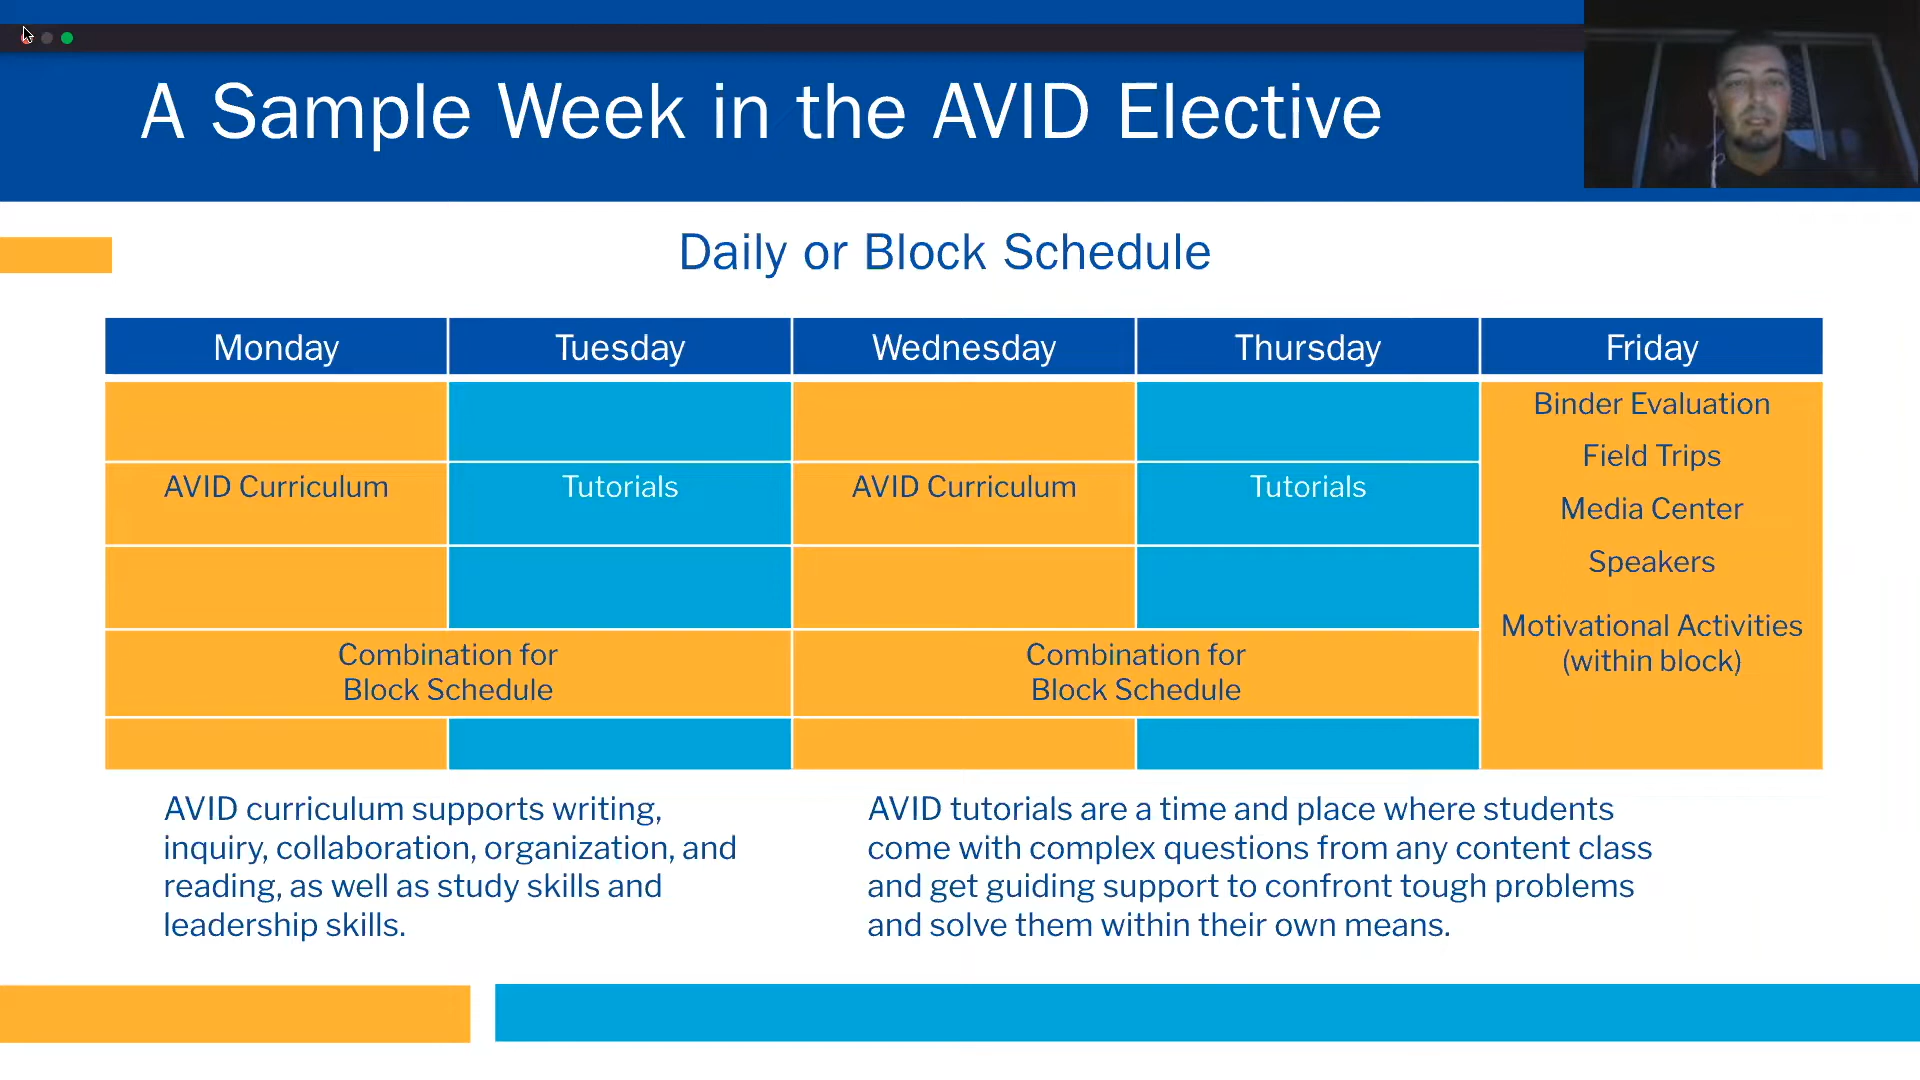 A Sample Week in the AVID Elective
Daily or Block Schedule
Monday
Tuesday
Wednesday
Thursday
Friday
AVID Curriculum
Tutorials
AVID Curriculum
Tutorials
Binder Evaluation
Field Trips
Media Center
Speakers
Motivational Activities
(within block)
Combination for
Block Schedule
Combination for
Block Schedule
AVID curriculum supports writing,
inquiry, collaboration, organization, and
reading, as well as study skills and
leadership skills.
AVID tutorials are a time and place where students
come with complex questions from any content class
and get guiding support to confront tough problems
and solve them within their own means.